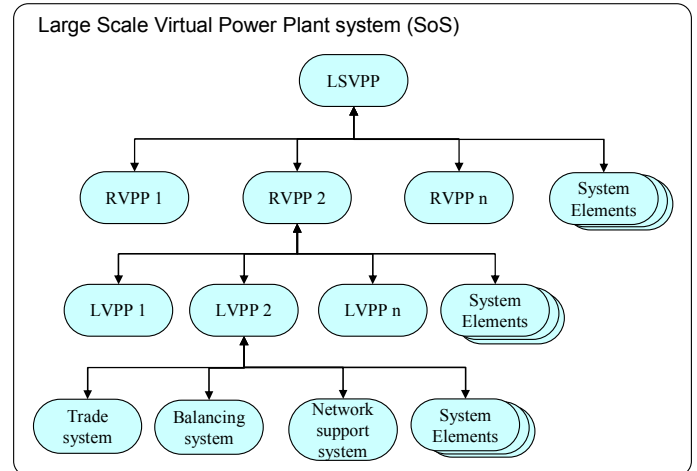 Large Scale Virtual Power Plant system (SoS)
LSVPP
RVPP 1
RVPP 2
RVPP n
System
Elements
LVPP 1
LVPP 2
LVPP n
System
Elements
Trade
system
Balancing
system
Network
support
system
System
Elements